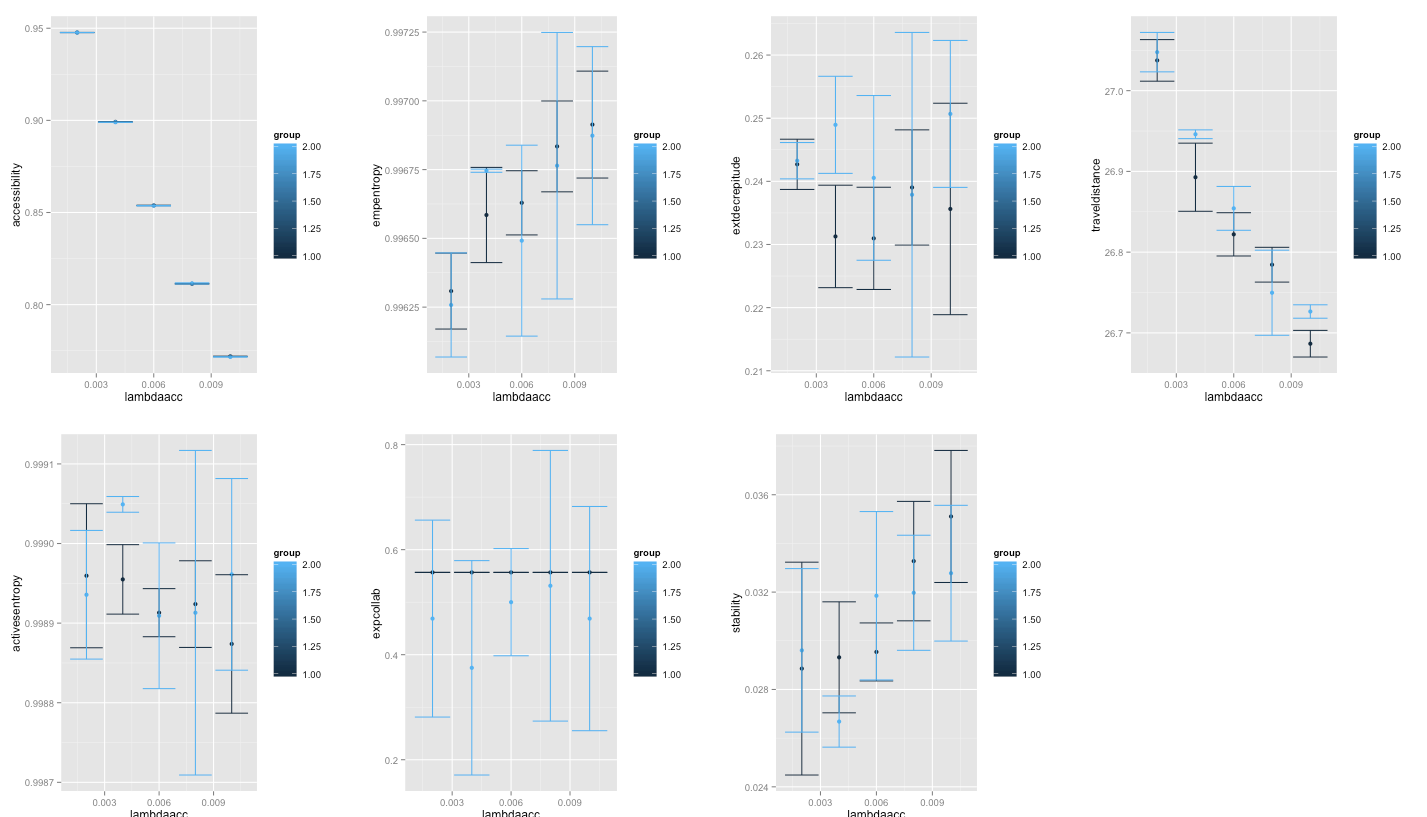 accessibility
0.95
0.90
0.85
0.80
0.003 0.006 0.009
lambdaacc
group
2.00
1.75
1.50
1.25
1.00
empentropy
0.99725
0.99700
0.99675
0.99650
0.99625
0.003 0.006 0.009
lambdaacc
group
2.00
1.75
1.50
1.25
1.00
extdecrepitude
0.26
0.25
0.24
0.23
0.22
0.21
0.003 0.006 0.009
lambdaacc
group
2.00
1.75
1.50
1.25
1.00
traveldistance
27.0
26.9
26.8
26.7
0.003 0.006 0.009
lambdaacc
group
2.00
1.75
1.50
1.25
1.00
activesentropy
0.9991
0.9990
0.9989
0.9988
0.9987
0.003 0.006 0.009
lambdaacc
group
2.00
1.75
1.50
1.25
1.00
expcollab
0.8
0.6
0.4
0.2
0.003 0.006 0.009
lambdaacc
group
2.00
1.75
1.50
1.25
1.00
stability
0.036
0.032
0.028
0.024
0.003 0.006 0.009
lambdaacc
group
2.00
1.75
1.50
1.25
1.00